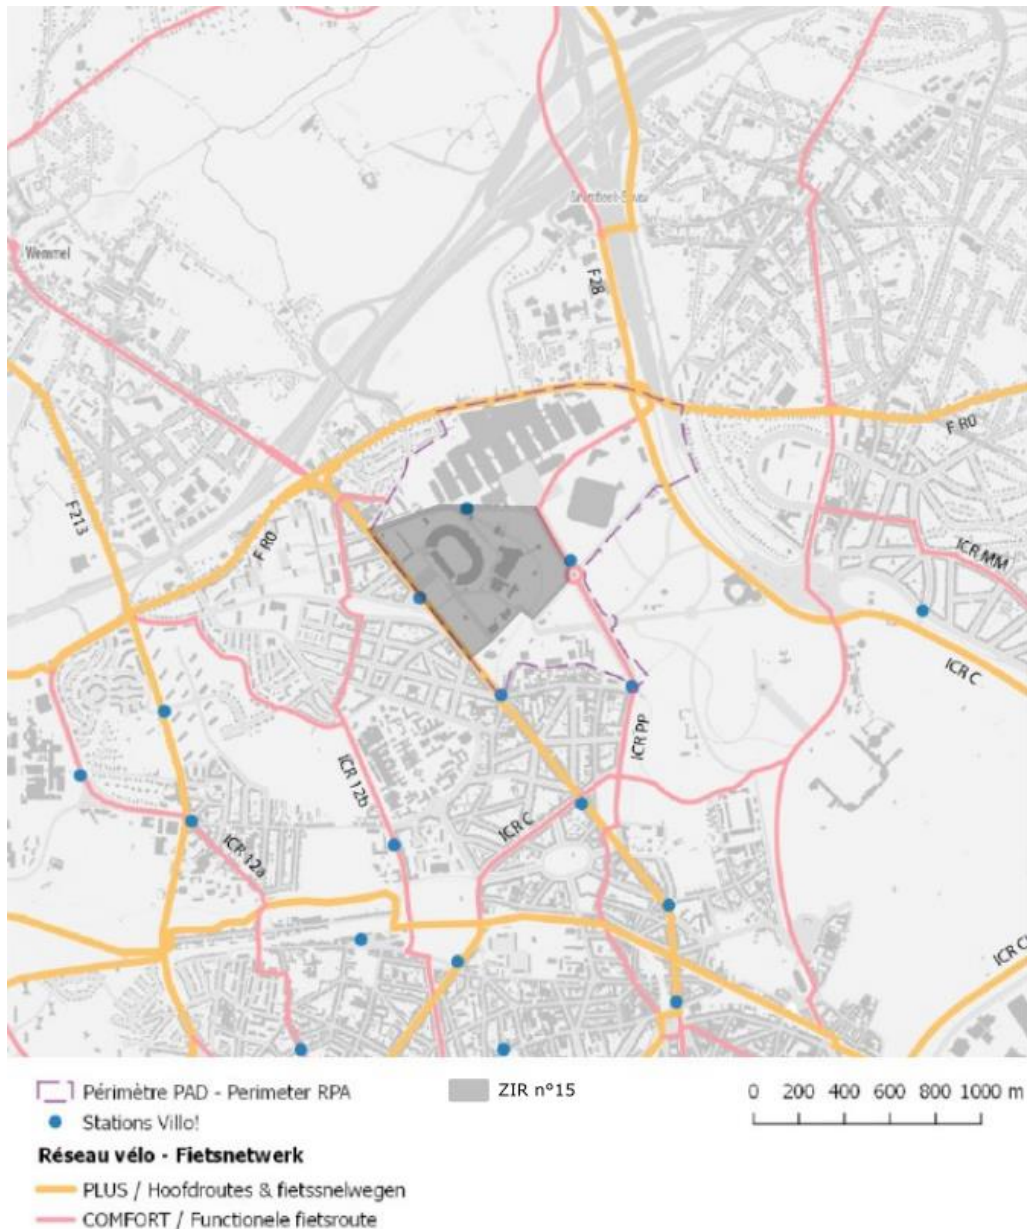 Wemmel
F28
F213
F R0
F R0
ICR MM
ICR C
ICR PP
ICR 12b
ICR C
ICR 12a
Périmètre PAD - Perimeter RPA
ZIR n°15
0 200 400 600 800 1000 m
Stations Villo!
Réseau vélo - Fietsnetwerk
PLUS / Hoofdroutes & fietssnelwegen
COMFORT / Functionele fietsroute